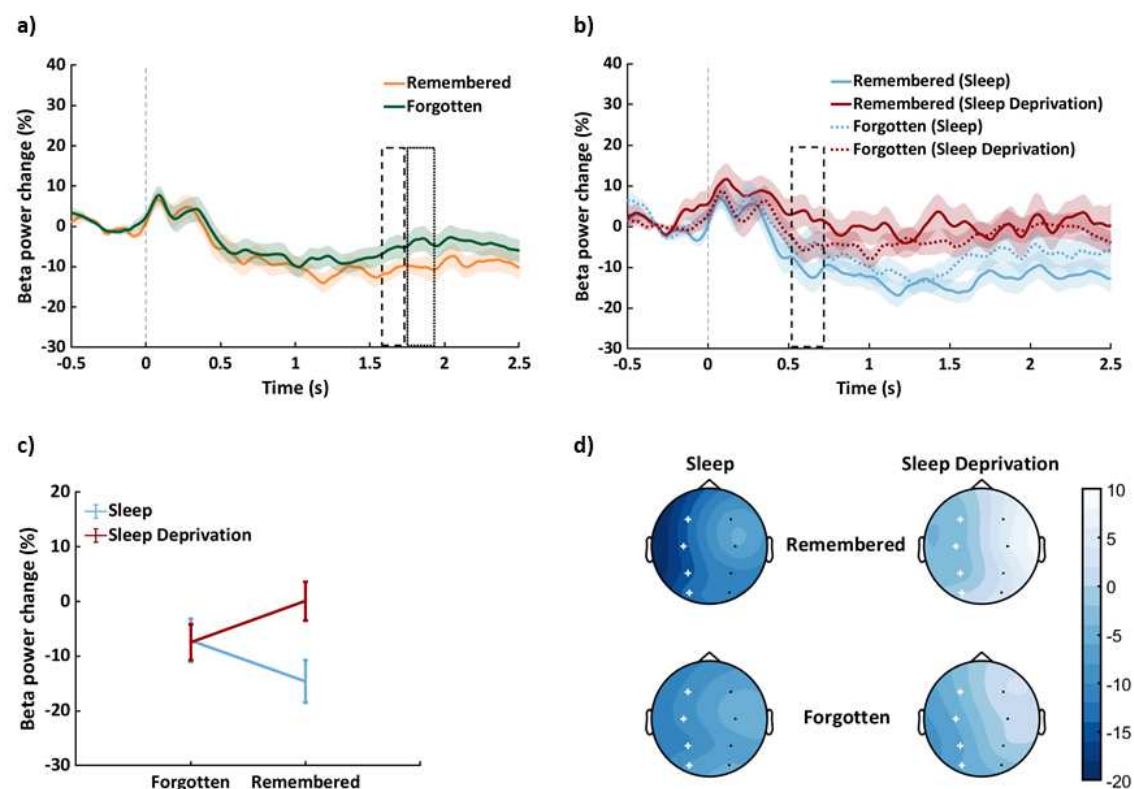 a)
40
30
20
10
0
-10
-20
-30
Beta power change (%)
Remembered
Forgotten
-0.5 0 0.5 1 1.5 2 2.5
Time (s)
b)
40
30
20
10
0
-10
-20
-30
Beta power change (%)
Remembered (Sleep)
Remembered (Sleep Deprivation)
Forgotten (Sleep)
Forgotten (Sleep Deprivation)
-0.5 0 0.5 1 1.5 2 2.5
Time (s)
c)
20
10
0
-10
-20
-30
Beta power change (%)
Sleep
Sleep Deprivation
Forgotten Remembered
d)
Sleep Sleep Deprivation
Remembered
Forgotten
10
5
0
-5
-10
-15
-20